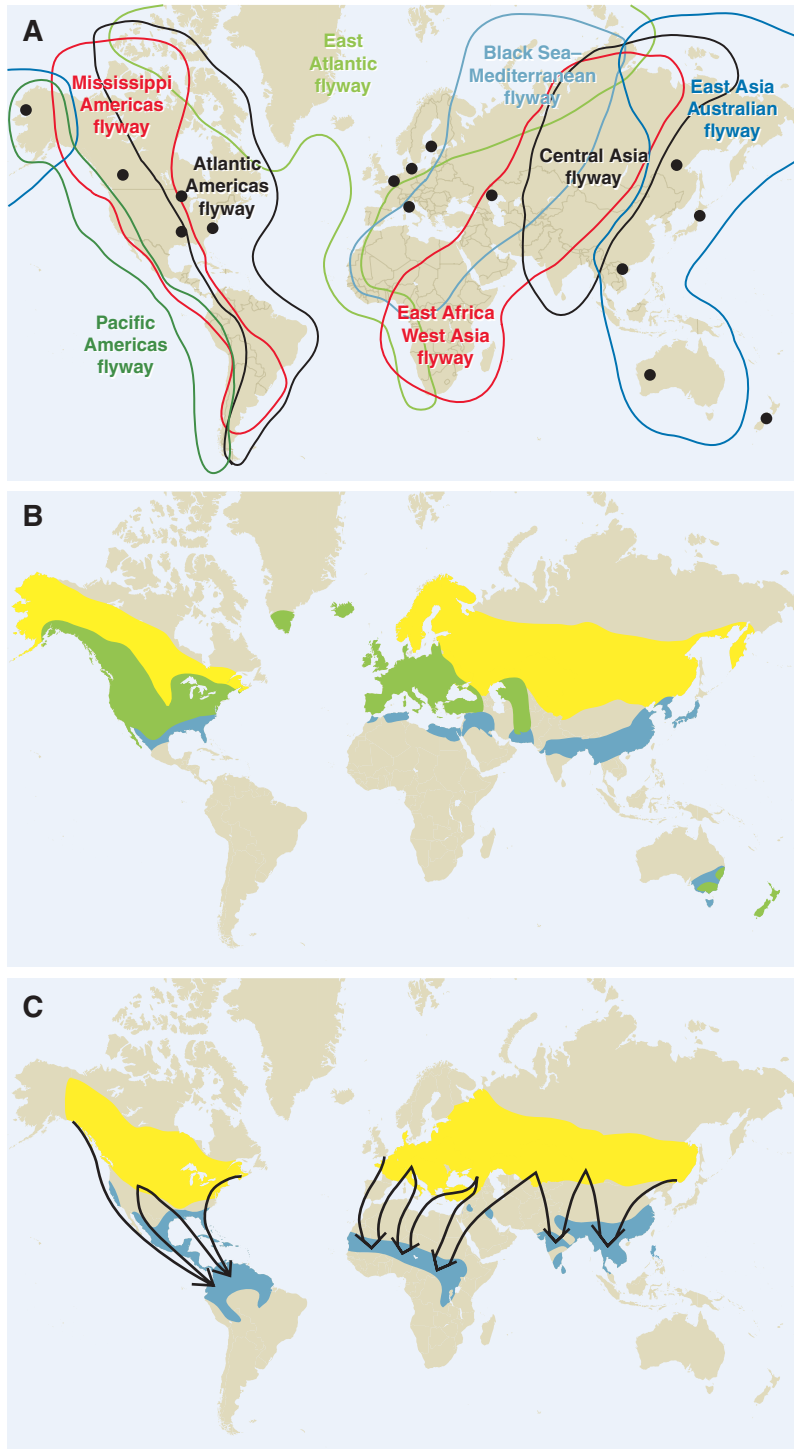 A
East
Atlantic
flyway
Black Sea–
Mediterranean
flyway
Mississippi
Americas
flyway
East Asia
Australian
flyway
Atlantic
Americas
flyway
Central Asia
flyway
East Africa
West Asia
flyway
Pacific
Americas
flyway
B
C